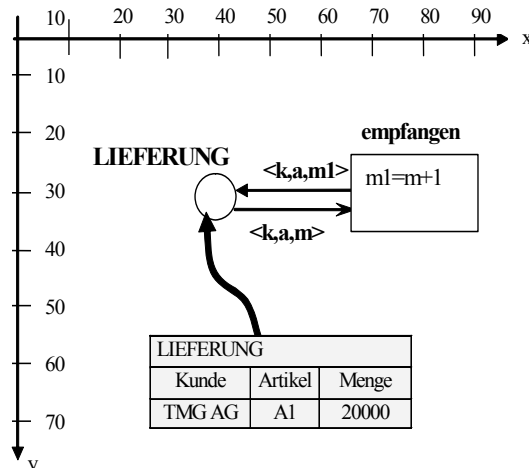 10 20 30 40 50 60 70 80 90 x
10
20
empfangen
LIEFERUNG
<k,a,m1>
m1=m+1
30
<k,a,m>
40
50
LIEFERUNG
60
Kunde Artikel Menge
TMG AG A1 20000
70
y